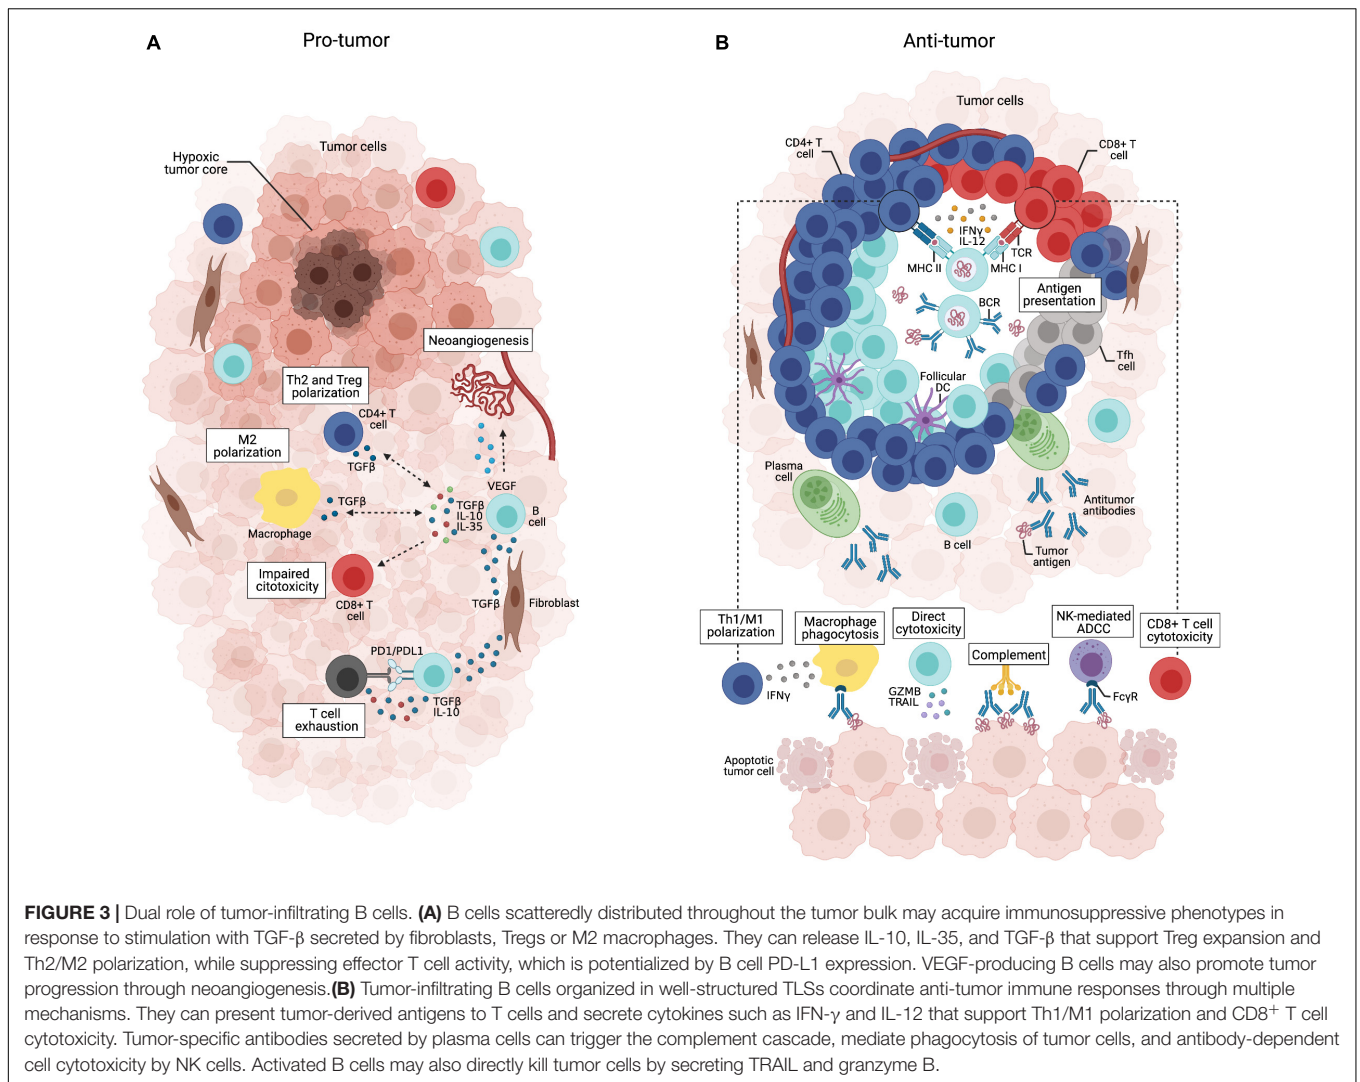 A
Pro-tumor
Hypoxic
tumor core
Tumor cells
Neoangiogenesis
Th2 and Treg
polarization
CD4+ T
cell
TGFβ
M2
polarization
TGFβ
Macrophage
VEGF
TGFβ
IL-10
IL-35
B
cell
Impaired
citotoxicity
CD8+ T
cell
TGFβ
Fibroblast
PD1/PDL1
TGFβ
IL-10
T cell
exhaustion
B
Anti-tumor
Tumor cells
CD4+ T
cell
CD8+ T
cell
IFNγ
IL-12
TCR
MHC II
MHC I
Antigen
presentation
BCR
Tfh
cell
Follicular
DC
Plasma
cell
Antitumor
antibodies
B cell
Tumor
antigen
Th1/M1
polarization
Macrophage
phagocytosis
Direct
cytotoxicity
Complement
NK-mediated
ADCC
CD8+ T cell
cytotoxicity
IFNγ
GZMB
TRAIL
FcγR
Apoptotic
tumor cell
FIGURE 3 | Dual role of tumor-infiltrating B cells. (A) B cells scatteredly distributed throughout the tumor bulk may acquire immunosuppressive phenotypes in
response to stimulation with TGF-β secreted by fibroblasts, Tregs or M2 macrophages. They can release IL-10, IL-35, and TGF-β that support Treg expansion and
Th2/M2 polarization, while suppressing effector T cell activity, which is potentialized by B cell PD-L1 expression. VEGF-producing B cells may also promote tumor
progression through neoangiogenesis.(B) Tumor-infiltrating B cells organized in well-structured TLSs coordinate anti-tumor immune responses through multiple
mechanisms. They can present tumor-derived antigens to T cells and secrete cytokines such as IFN-γ and IL-12 that support Th1/M1 polarization and CD8+ T cell
cytotoxicity. Tumor-specific antibodies secreted by plasma cells can trigger the complement cascade, mediate phagocytosis of tumor cells, and antibody-dependent
cell cytotoxicity by NK cells. Activated B cells may also directly kill tumor cells by secreting TRAIL and granzyme B.